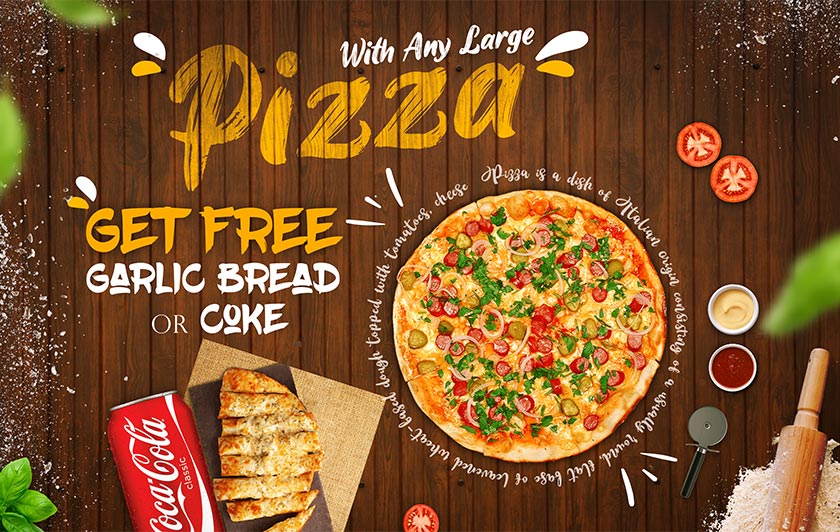 With Any Large
Pizza
GET FREE
GARLIC BREAD
OR COKE
Pizza is a dish of Italian origin consisting of a usually round, flat base of leavened wheat-based dough topped with tomatoes, cheese
Coca-Cola
classic